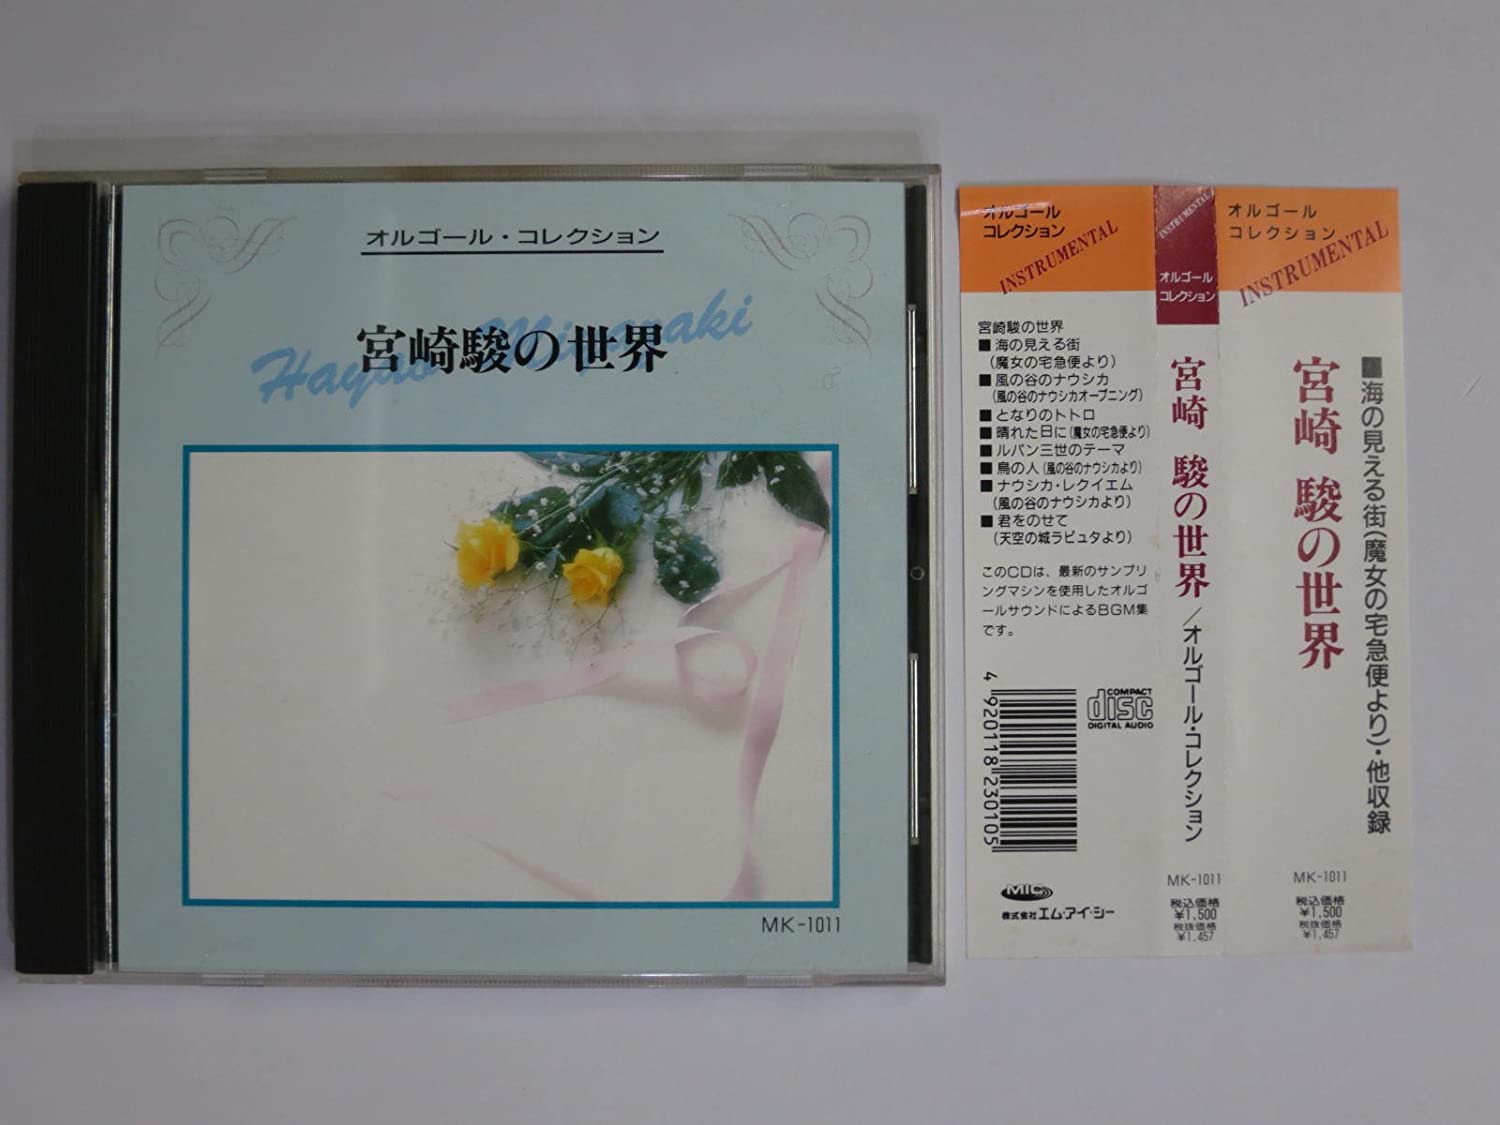 オルゴール・コレクション
Hayao Miyazaki
宮崎駿の世界
MK-1011
オルゴール
コレクション
INSTRUMENTAL
宮崎駿の世界
■ 海の見える街
(魔女の宅急便より)
■ 風の谷のナウシカ
(風の谷のナウシカオープニング)
■ となりのトトロ
■ 晴れた日に(魔女の宅急便より)
■ ルパン三世のテーマ
■ 鳥の人(風の谷のナウシカより)
■ ナウシカ・レクイエム
(風の谷のナウシカより)
■ 君をのせて
(天空の城ラピュタより)
このCDは、最新のサンプリ
ングマシンを使用したオルゴ
ールサウンドによるBGM集
です。
4 920118 230105
COMPACT
disc
DIGITAL AUDIO
MIC
株式会社エム・アイ・シー
INSTRUMENTAL
オルゴール
コレクション
宮崎 駿の世界/オルゴール・コレクション
MK-1011
税込価格
¥1,500
税抜価格
¥1,457
オルゴール
コレクション
INSTRUMENTAL
■海の見える街(魔女の宅急便より)・他収録
宮崎 駿の世界
MK-1011
税込価格
¥1,500
税抜価格
¥1,457